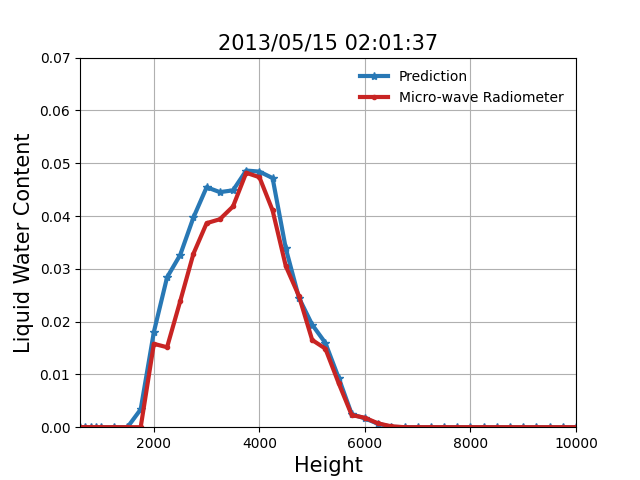 2013/05/15 02:01:37
0.07
0.06
0.05
0.04
0.03
0.02
0.01
0.00
Liquid Water Content
Prediction
Micro-wave Radiometer
2000 4000 6000 8000 10000
Height